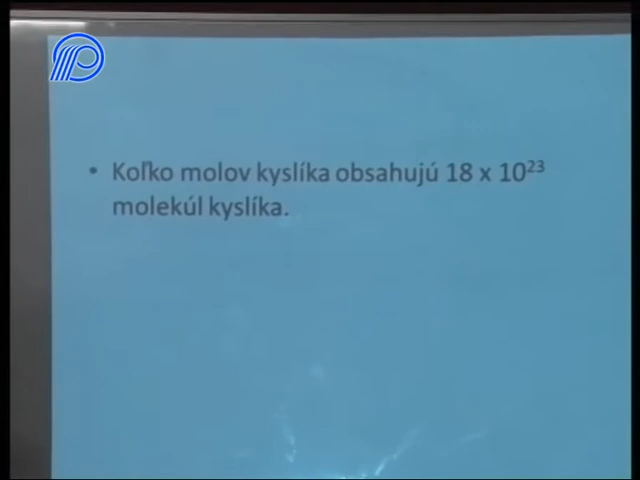 • Koľko molov kyslíka obsahujú 18 x 10²³
molekúl kyslíka.